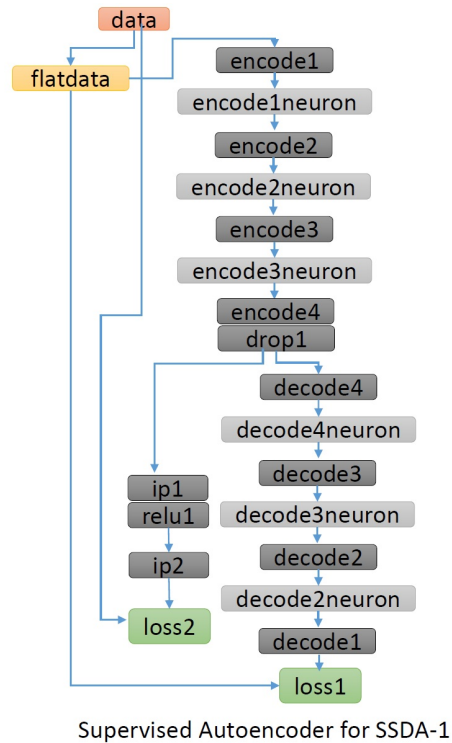 data
flatdata
encode1
encode1neuron
encode2
encode2neuron
encode3
encode3neuron
encode4
drop1
decode4
decode4neuron
decode3
ip1
relu1
decode3neuron
ip2
decode2
decode2neuron
loss2
decode1
loss1
Supervised Autoencoder for SSDA-1